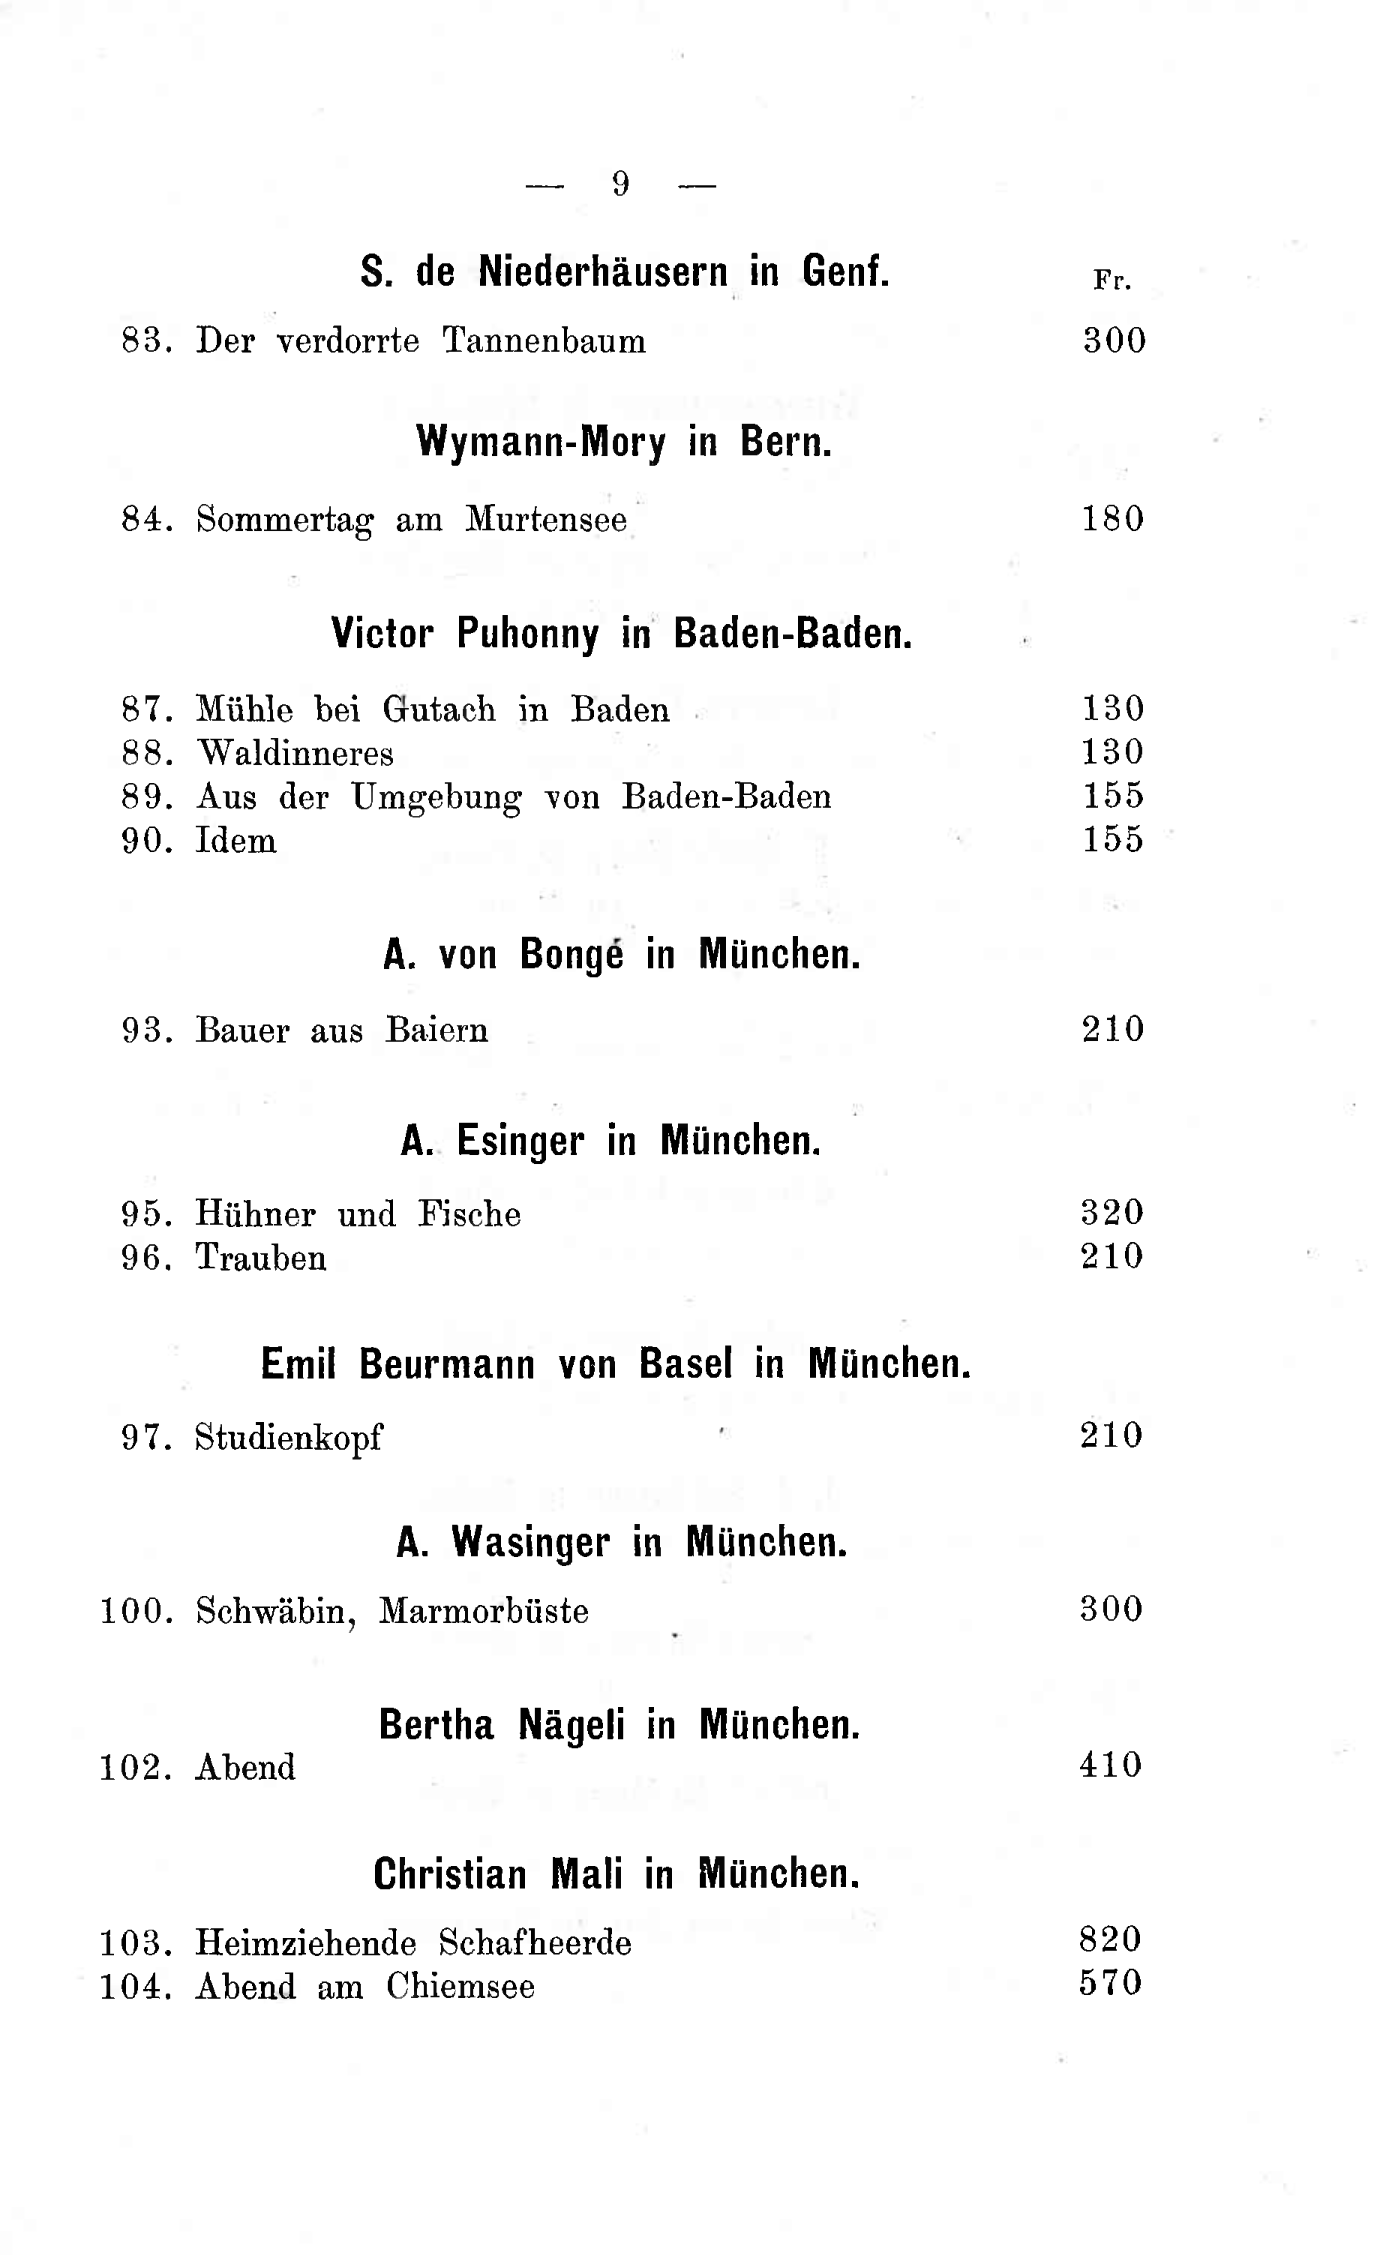 — 9 —
S. de Niederhäusern in Genf. Fr.
83. Der verdorrte Tannenbaum 300
Wymann-Mory in Bern.
84. Sommertag am Murtensee 180
Victor Puhonny in Baden-Baden.
87. Mühle bei Gutach in Baden 130
88. Waldinneres 130
89. Aus der Umgebung von Baden-Baden 155
90. Idem 155
A. von Bongé in München.
93. Bauer aus Baiern 210
A. Esinger in München.
95. Hühner und Fische 320
96. Trauben 210
Emil Beurmann von Basel in München.
97. Studienkopf 210
A. Wasinger in München.
100. Schwäbin, Marmorbüste 300
Bertha Nägeli in München.
102. Abend 410
Christian Mali in München.
103. Heimziehende Schafheerde 820
104. Abend am Chiemsee 570